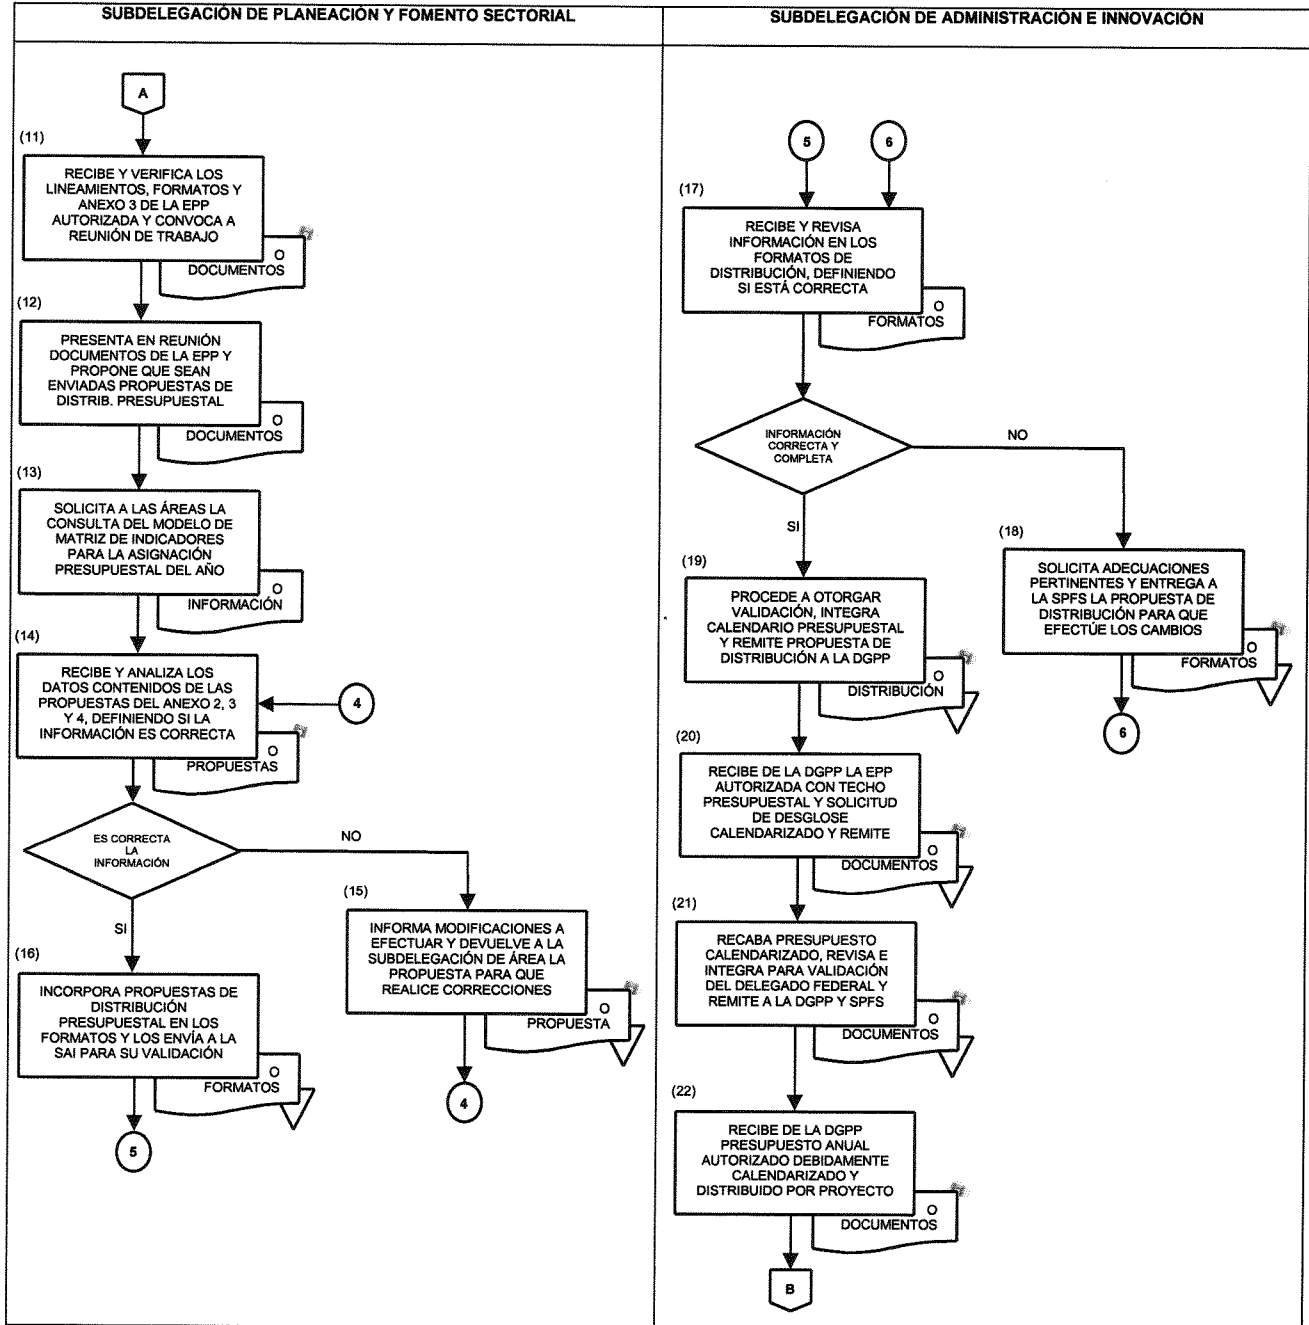 SUBDELEGACIÓN DE PLANEACIÓN Y FOMENTO SECTORIAL
A
(11)
RECIBE Y VERIFICA LOS
LINEAMIENTOS, FORMATOS Y
ANEXO 3 DE LA EPP
AUTORIZADA Y CONVOCA A
REUNIÓN DE TRABAJO
O
DOCUMENTOS
(12)
PRESENTA EN REUNIÓN
DOCUMENTOS DE LA EPP Y
PROPONE QUE SEAN
ENVIADAS PROPUESTAS DE
DISTRIB. PRESUPUESTAL
O
DOCUMENTOS
(13)
SOLICITA A LAS ÁREAS LA
CONSULTA DEL MODELO DE
MATRIZ DE INDICADORES
PARA LA ASIGNACIÓN
PRESUPUESTAL DEL AÑO
O
INFORMACIÓN
(14)
RECIBE Y ANALIZA LOS
DATOS CONTENIDOS DE LAS
PROPUESTAS DEL ANEXO 2, 3
Y 4, DEFINIENDO SI LA
INFORMACIÓN ES CORRECTA
4
O
PROPUESTAS
ES CORRECTA
LA
INFORMACIÓN
NO
(15)
INFORMA MODIFICACIONES A
EFECTUAR Y DEVUELVE A LA
SUBDELEGACIÓN DE ÁREA LA
PROPUESTA PARA QUE
REALICE CORRECCIONES
O
PROPUESTA
4
SI
(16)
INCORPORA PROPUESTAS DE
DISTRIBUCIÓN
PRESUPUESTAL EN LOS
FORMATOS Y LOS ENVÍA A LA
SAI PARA SU VALIDACIÓN
O
FORMATOS
5
SUBDELEGACIÓN DE ADMINISTRACIÓN E INNOVACIÓN
5
6
(17)
RECIBE Y REVISA
INFORMACIÓN EN LOS
FORMATOS DE
DISTRIBUCIÓN, DEFINIENDO
SI ESTÁ CORRECTA
O
FORMATOS
INFORMACIÓN
CORRECTA Y
COMPLETA
NO
(18)
SOLICITA ADECUACIONES
PERTINENTES Y ENTREGA A
LA SPFS LA PROPUESTA DE
DISTRIBUCIÓN PARA QUE
EFECTÚE LOS CAMBIOS
O
FORMATOS
6
SI
(19)
PROCEDE A OTORGAR
VALIDACIÓN, INTEGRA
CALENDARIO PRESUPUESTAL
Y REMITE PROPUESTA DE
DISTRIBUCIÓN A LA DGPP
O
DISTRIBUCIÓN
(20)
RECIBE DE LA DGPP LA EPP
AUTORIZADA CON TECHO
PRESUPUESTAL Y SOLICITUD
DE DESGLOSE
CALENDARIZADO Y REMITE
O
DOCUMENTOS
(21)
RECABA PRESUPUESTO
CALENDARIZADO, REVISA E
INTEGRA PARA VALIDACIÓN
DEL DELEGADO FEDERAL Y
REMITE A LA DGPP Y SPFS
O
DOCUMENTOS
(22)
RECIBE DE LA DGPP
PRESUPUESTO ANUAL
AUTORIZADO DEBIDAMENTE
CALENDARIZADO Y
DISTRIBUIDO POR PROYECTO
O
DOCUMENTOS
B